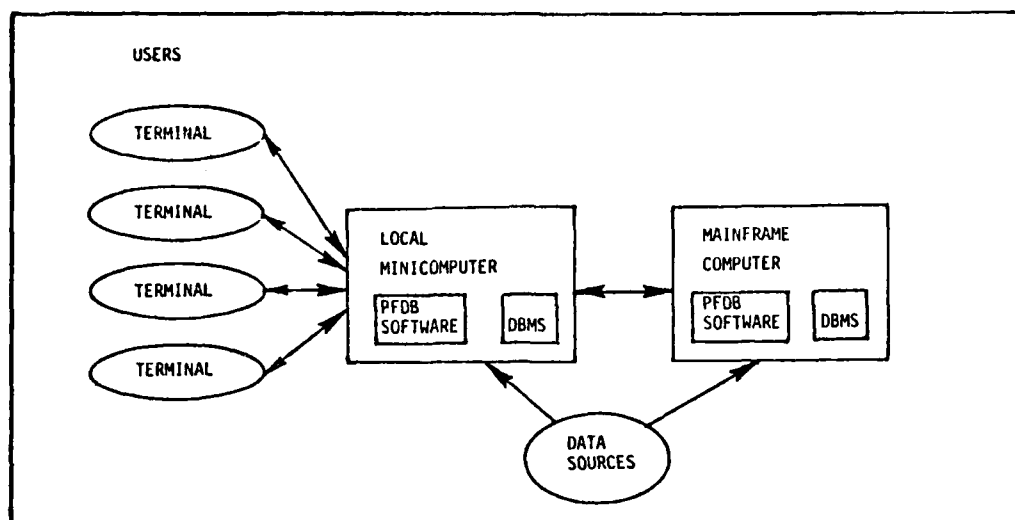 USERS
TERMINAL
TERMINAL
TERMINAL
TERMINAL
LOCAL
MINICOMPUTER
PFDB
SOFTWARE
DBMS
MAINFRAME
COMPUTER
PFDB
SOFTWARE
DBMS
DATA
SOURCES